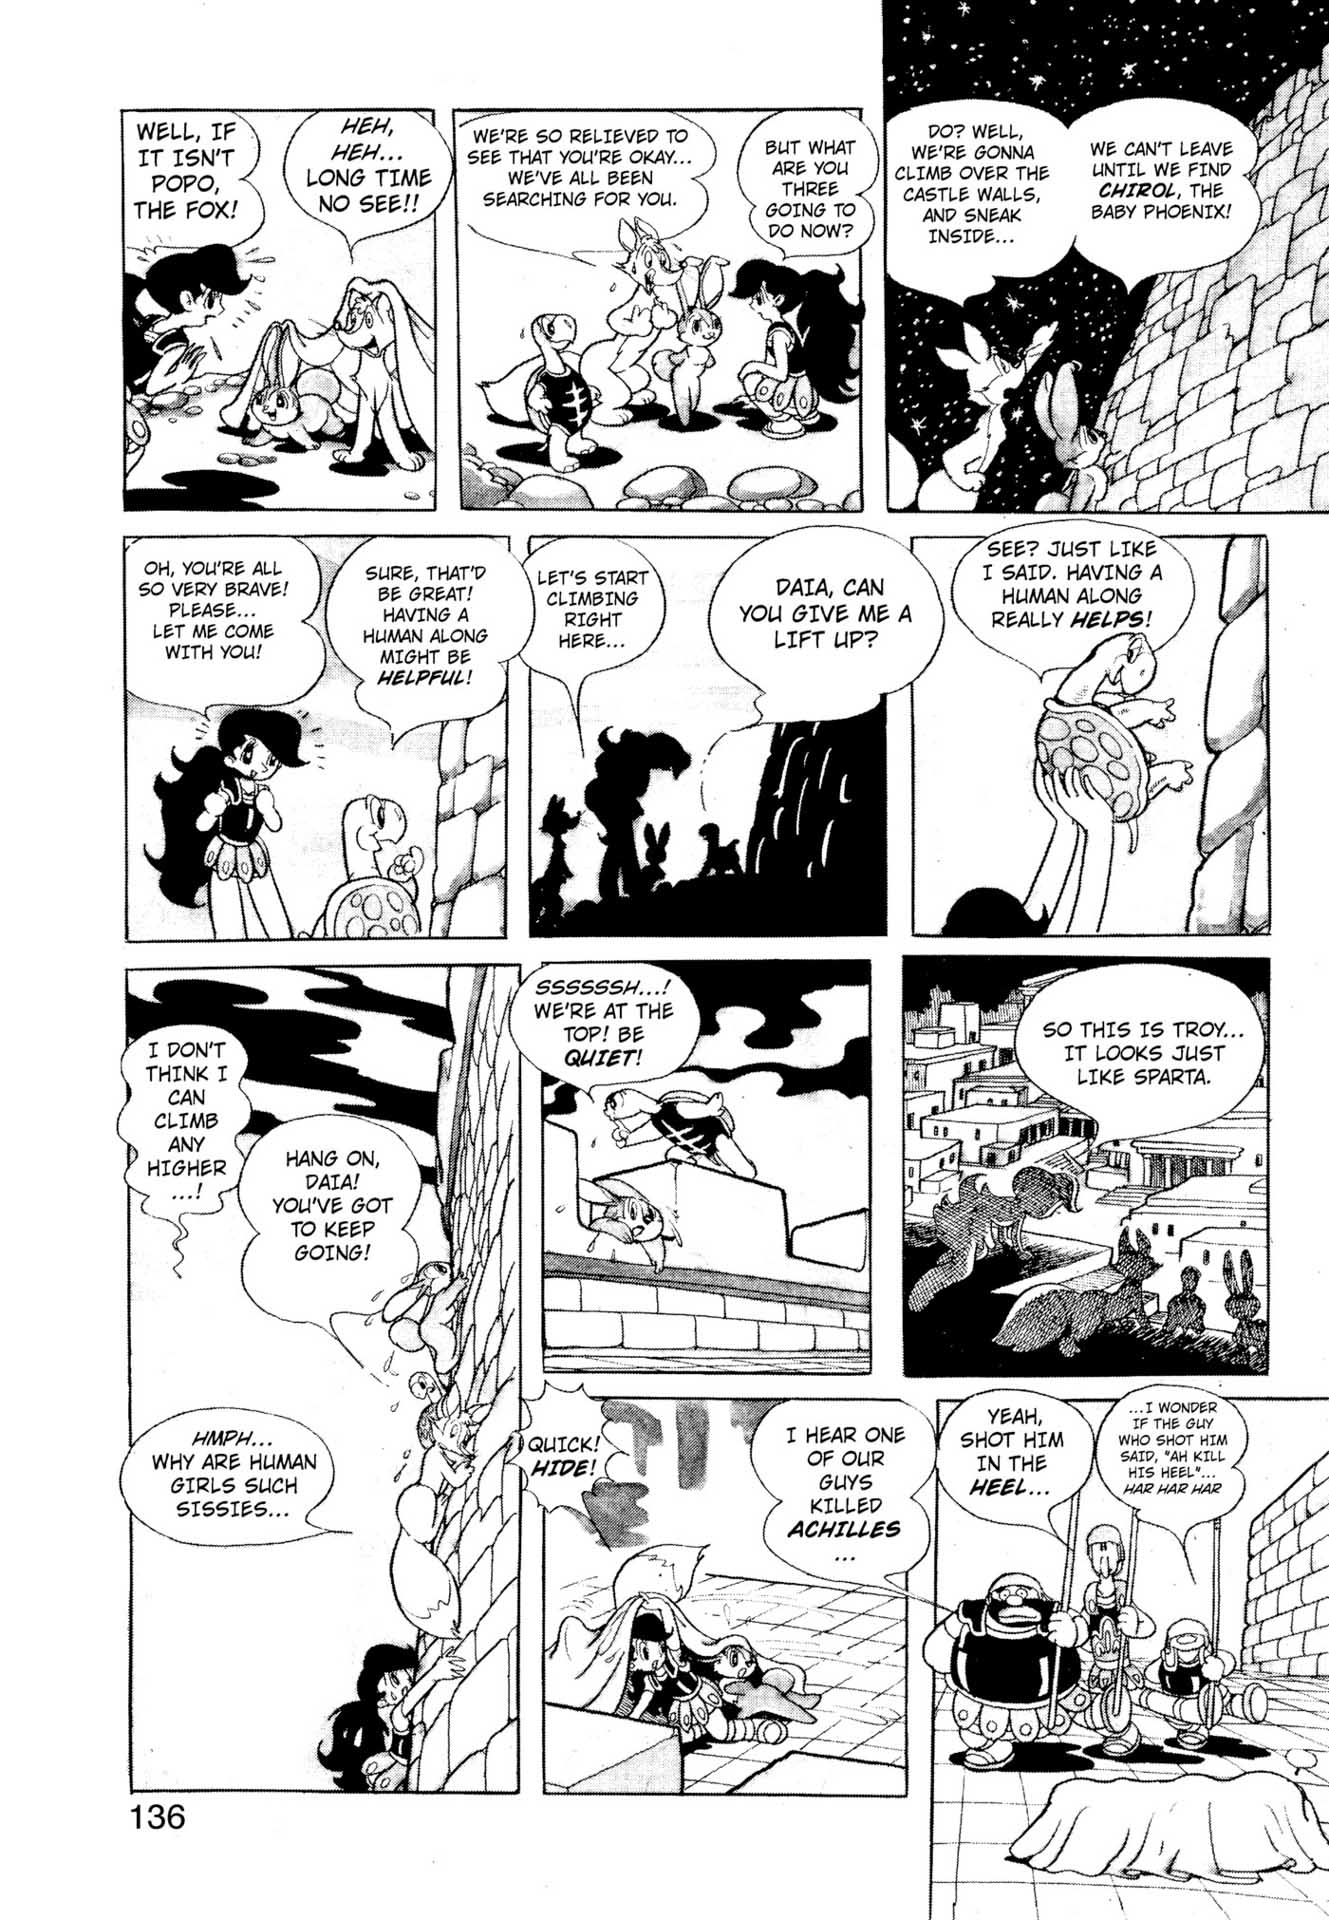 WELL, IF
IT ISN'T
POPO,
THE FOX!
HEH,
HEH...
LONG TIME
NO SEE!!
WE'RE SO RELIEVED TO
SEE THAT YOU'RE OKAY...
WE'VE ALL BEEN
SEARCHING FOR YOU.
BUT WHAT
ARE YOU
THREE
GOING TO
DO NOW?
DO? WELL,
WE'RE GONNA
CLIMB OVER THE
CASTLE WALLS,
AND SNEAK
INSIDE...
WE CAN'T LEAVE
UNTIL WE FIND
CHIROL, THE
BABY PHOENIX!
OH, YOU'RE ALL
SO VERY BRAVE!
PLEASE...
LET ME COME
WITH YOU!
SURE, THAT'D
BE GREAT!
HAVING A
HUMAN ALONG
MIGHT BE
HELPFUL!
LET'S START
CLIMBING
RIGHT
HERE...
DAIA, CAN
YOU GIVE ME A
LIFT UP?
SEE? JUST LIKE
I SAID. HAVING A
HUMAN ALONG
REALLY HELPS!
I DON'T
THINK I
CAN
CLIMB
ANY
HIGHER
...!
HANG ON,
DAIA!
YOU'VE GOT
TO KEEP
GOING!
HMPH...
WHY ARE HUMAN
GIRLS SUCH
SISSIES...
SSSSSSH...!
WE'RE AT THE
TOP! BE
QUIET!
SO THIS IS TROY...
IT LOOKS JUST
LIKE SPARTA.
QUICK!
HIDE!
I HEAR ONE
OF OUR
GUYS
KILLED
ACHILLES
...
YEAH,
SHOT HIM
IN THE
HEEL...
...I WONDER
IF THE GUY
WHO SHOT HIM
SAID, "AH KILL
HIS HEEL"...
HAR HAR HAR
136